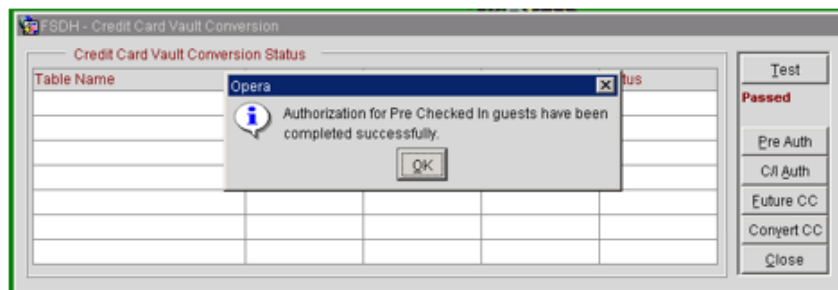 FSDH - Credit Card Vault Conversion
Credit Card Vault Conversion Status
Table Name
tus
Opera
Authorization for Pre Checked In guests have been
completed successfully.
OK
Test
Passed
Pre Auth
C/I Auth
Future CC
Convert CC
Close